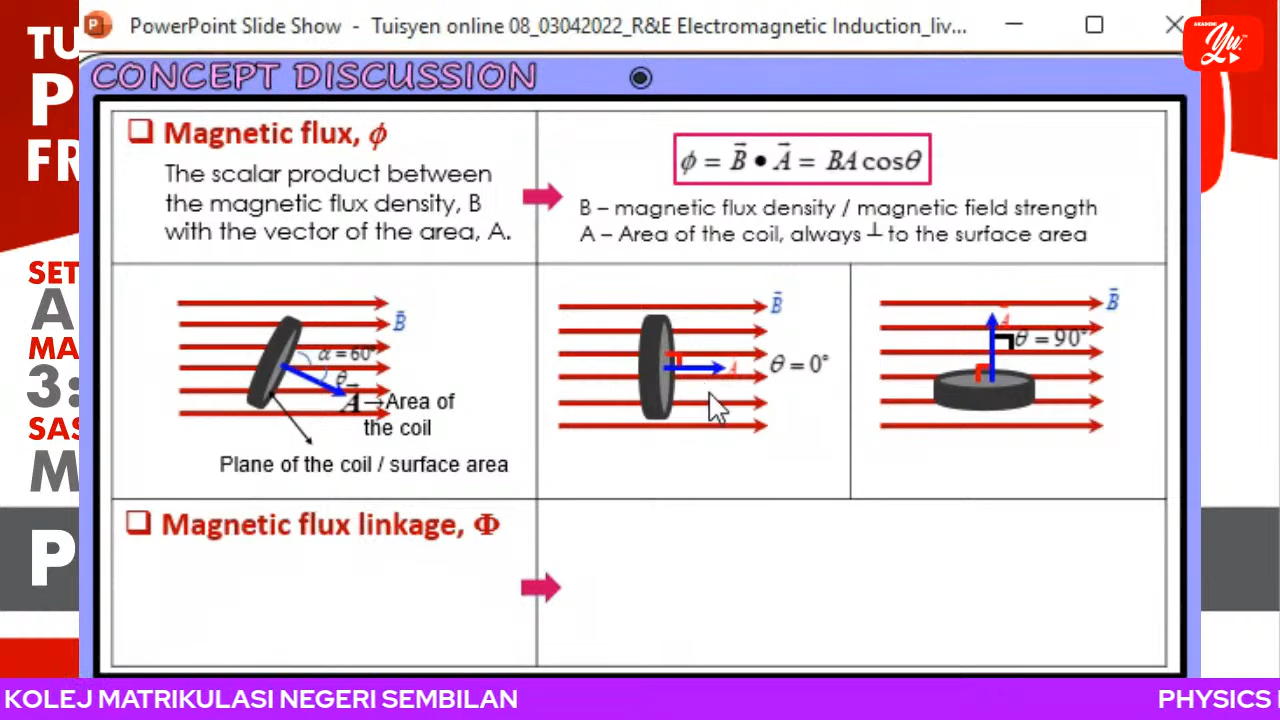 PowerPoint Slide Show - Tuisyen online 08_03042022_R&E Electromagnetic Induction_liv...
AKADEMI
Yu.
TU
P
FR
SET
A
MA
3:
SAS
M
P
CONCEPT DISCUSSION
❑ Magnetic flux, ϕ
The scalar product between
the magnetic flux density, B
with the vector of the area, A.
ϕ = B⃗ • A⃗ = BA cosθ
B – magnetic flux density / magnetic field strength
A – Area of the coil, always ⊥ to the surface area
B⃗
α = 60°
θ
A⃗ → Area of
the coil
Plane of the coil / surface area
B⃗
θ = 0°
A
B⃗
A
θ = 90°
❑ Magnetic flux linkage, Φ
KOLEJ MATRIKULASI NEGERI SEMBILAN
PHYSICS